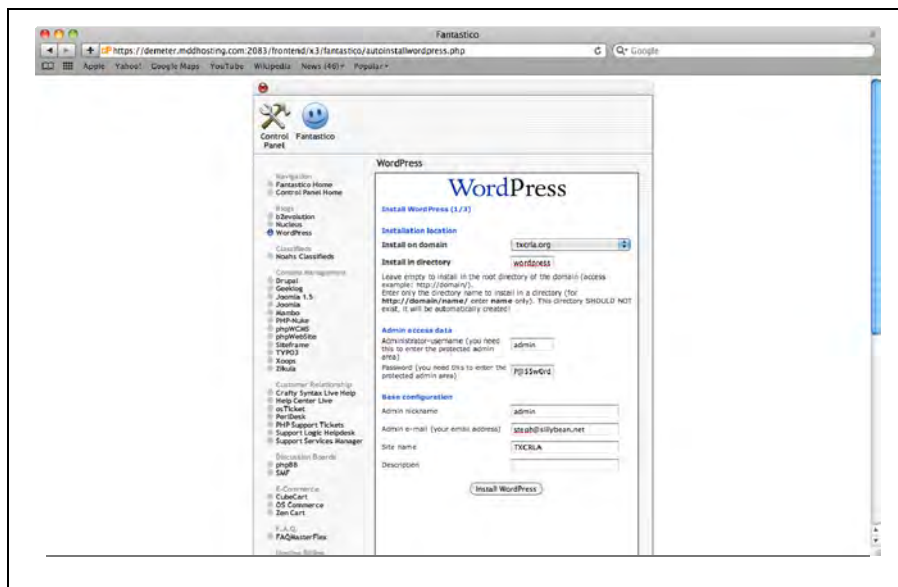 Fantastico
https://demeter.mddhosting.com:2083/frontend/x3/fantastico/autoinstallwordpress.php
Google
Apple Yahoo! Google Maps YouTube Wikipedia News (46) Popular
Control Panel
Fantastico
Navigation
Fantastico Home
Control Panel Home
Blogs
b2evolution
Nucleus
WordPress
Classifieds
Noahs Classifieds
Content Management
Drupal
Geeklog
Joomla 1.5
Joomla
Mambo
PHP-Nuke
phpWCMS
phpWebSite
Siteframe
TYPO3
Xoops
Zikula
Customer Relationship
Crafty Syntax Live Help
Help Center Live
osTicket
PerlDesk
PHP Support Tickets
Support Logic Helpdesk
Support Services Manager
Discussion Boards
phpBB
SMF
E-Commerce
CubeCart
OS Commerce
Zen Cart
F.A.Q.
FAQMasterFlex
Hosting Billing
WordPress
WordPress
Install WordPress (1/3)
Installation location
Install on domain txcrla.org
Install in directory wordpress
Leave empty to install in the root directory of the domain (access
example: http://domain/).
Enter only the directory name to install in a directory (for
http://domain/name/ enter name only). This directory SHOULD NOT
exist, it will be automatically created!
Admin access data
Administrator-username (you need
this to enter the protected admin
area)
admin
Password (you need this to enter the
protected admin area)
Base configuration
Admin nickname admin
Admin e-mail (your email address) steph@sillybean.net
Site name TXCRLA
Description
Install WordPress